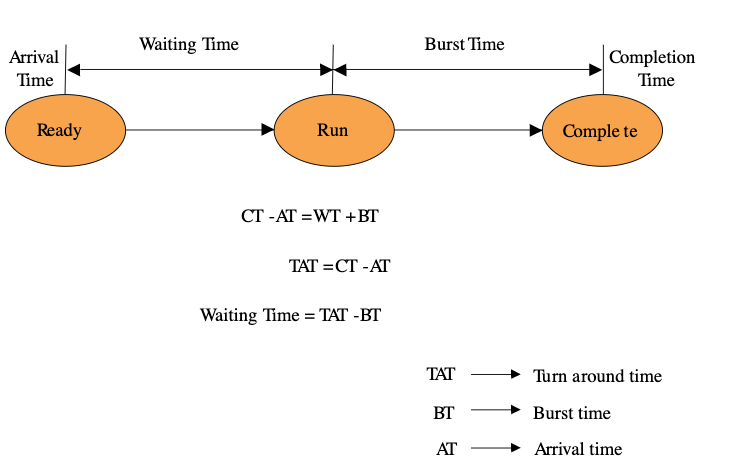 Waiting Time
Burst Time
Arrival
Time
Completion
Time
Ready
Run
Comple te
CT -AT =WT +BT
TAT =CT -AT
Waiting Time = TAT -BT
TAT Turn around time
BT Burst time
AT Arrival time